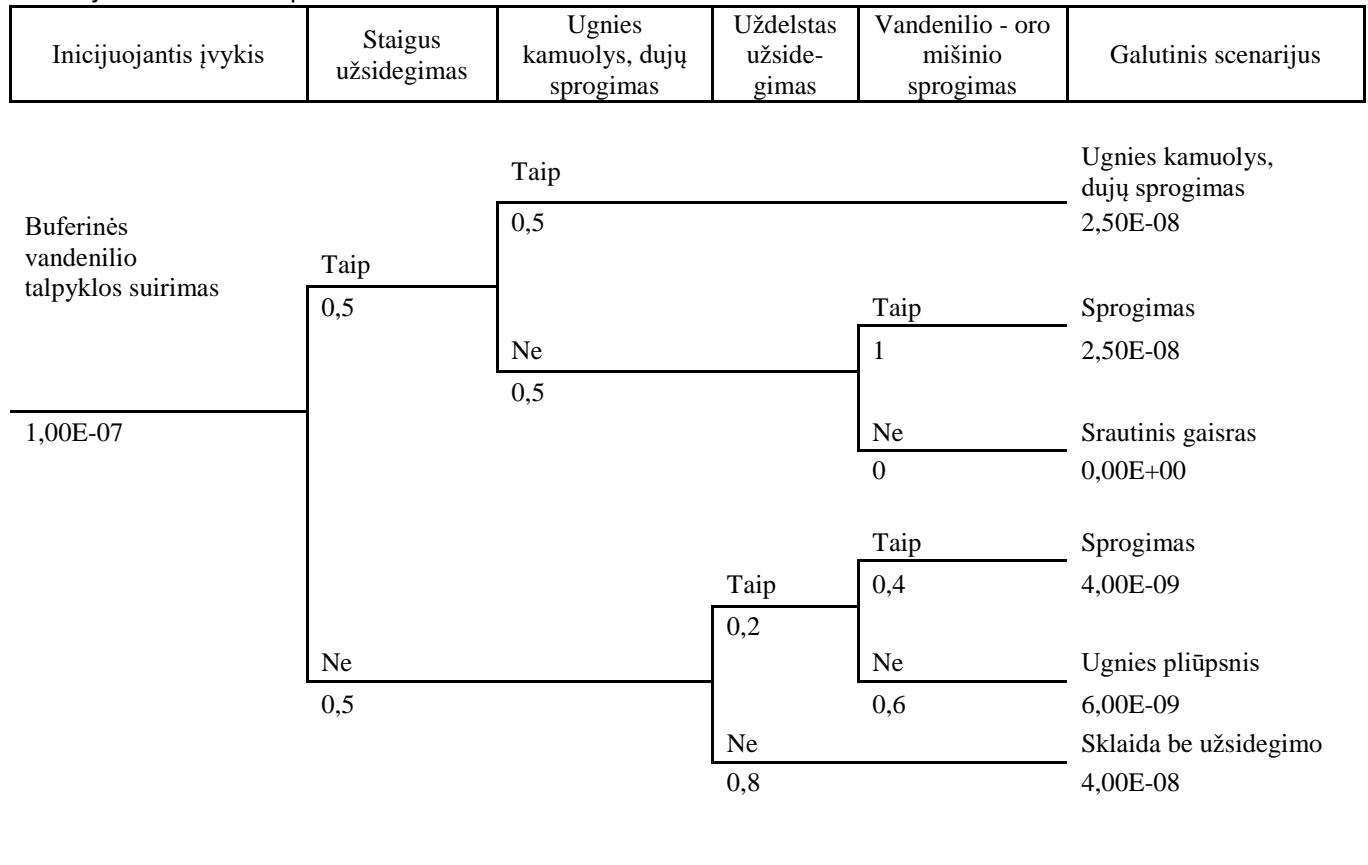 Inicijuojantis įvykis
Staigus
užsidegimas
Ugnies
kamuolys, dujų
sprogimas
Uždelstas
užside-
gimas
Vandenilio - oro
mišinio
sprogimas
Galutinis scenarijus
Buferinės
vandenilio
talpyklos suirimas
1,00E-07
Taip
0,5
Ne
0,5
Taip
0,5
Ne
0,5
Taip
0,2
Ne
0,8
Taip
1
Ne
0
Taip
0,4
Ne
0,6
Ugnies kamuolys,
dujų sprogimas
2,50E-08
Sprogimas
2,50E-08
Srautinis gaisras
0,00E+00
Sprogimas
4,00E-09
Ugnies pliūpsnis
6,00E-09
Sklaida be užsidegimo
4,00E-08